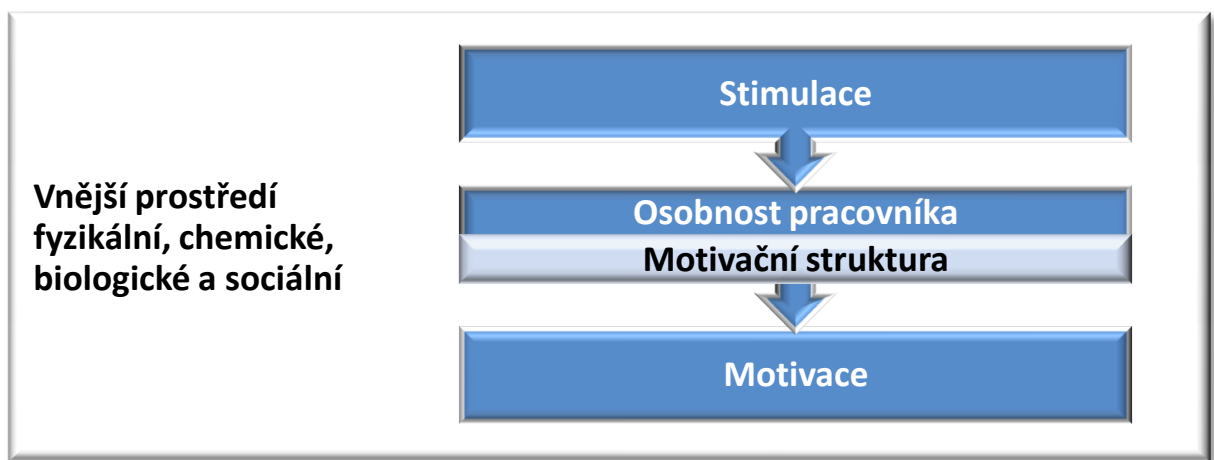 Vnější prostředí
fyzikální, chemické,
biologické a sociální
Stimulace
Osobnost pracovníka
Motivační struktura
Motivace